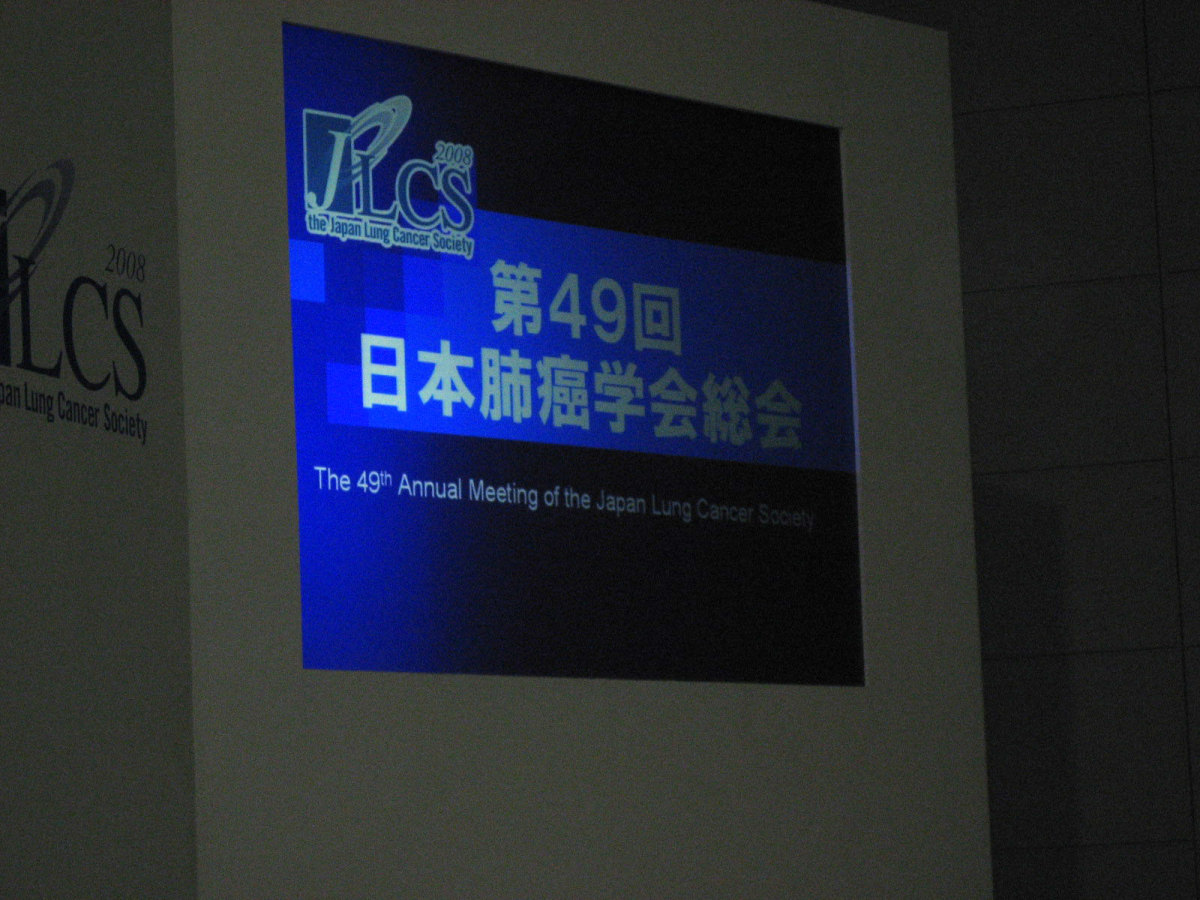 2008
JLCS
the Japan Lung Cancer Society
第49回
日本肺癌学会総会
The 49th Annual Meeting of the Japan Lung Cancer Society
2008
LCS
Lung Cancer Society